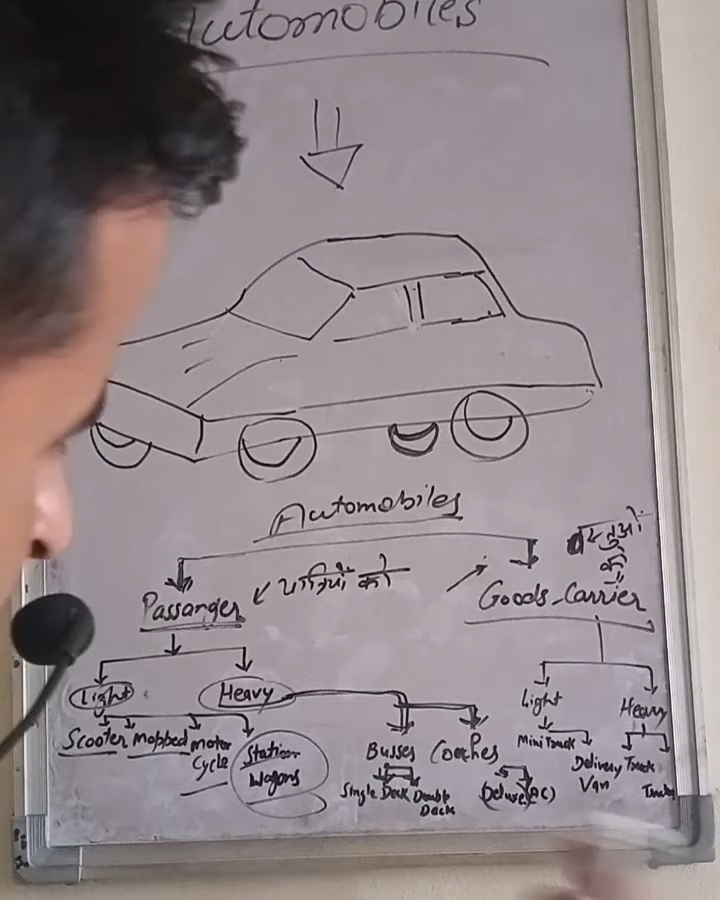 Automobiles
Automobiles
Passanger
Goods-Carrier
Light
Heavy
Light
Heavy
Scooter
Mopped
Motor
Cycle
Station
Wagons
Busses
Coaches
Mini Truck
Delivery
Van
Truck
Single Deck
Double
Deck
Deluxe (AC)